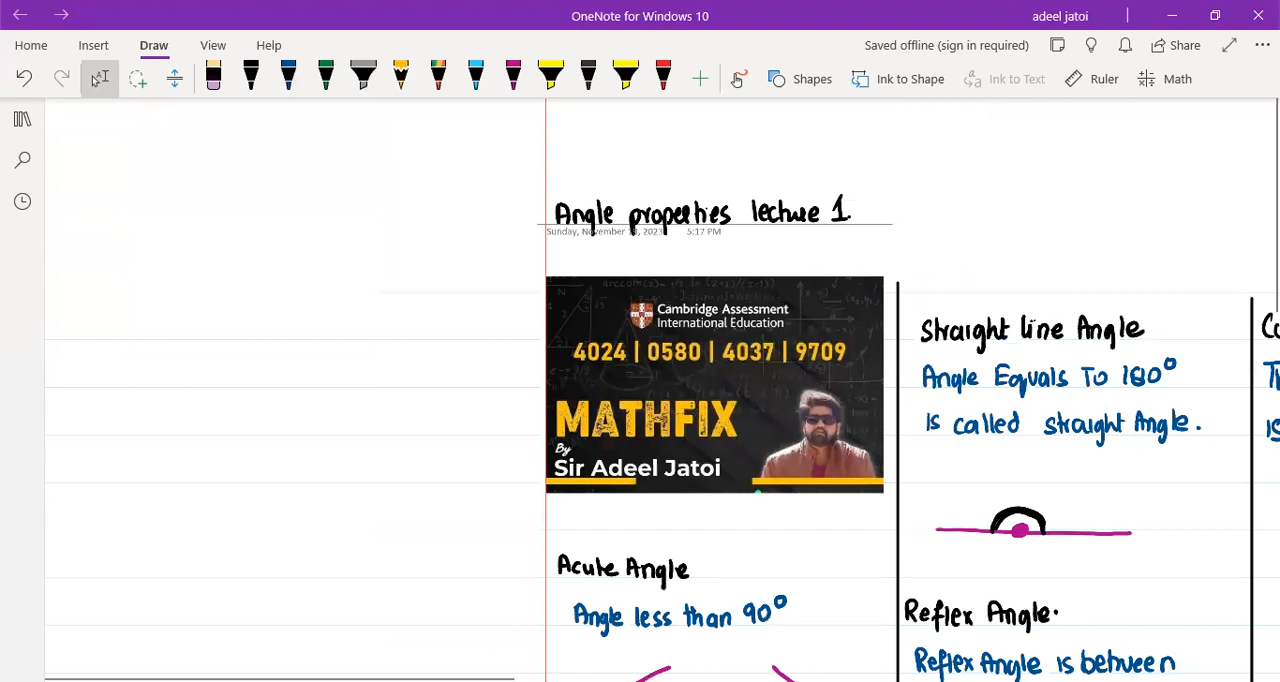 OneNote for Windows 10
adeel jatoi
Home Insert Draw View Help
Saved offline (sign in required)
Share
Shapes
Ink to Shape
Ink to Text
Ruler
Math
Angle properties lecture 1.
Sunday, November 2023 5:17 PM
Cambridge Assessment
International Education
4024 | 0580 | 4037 | 9709
MATHFIX
By
Sir Adeel Jatoi
Acute Angle
Angle less than 90°
Straight line Angle
Angle Equals To 180°
is called straight Angle.
Reflex Angle.
Reflex Angle is between